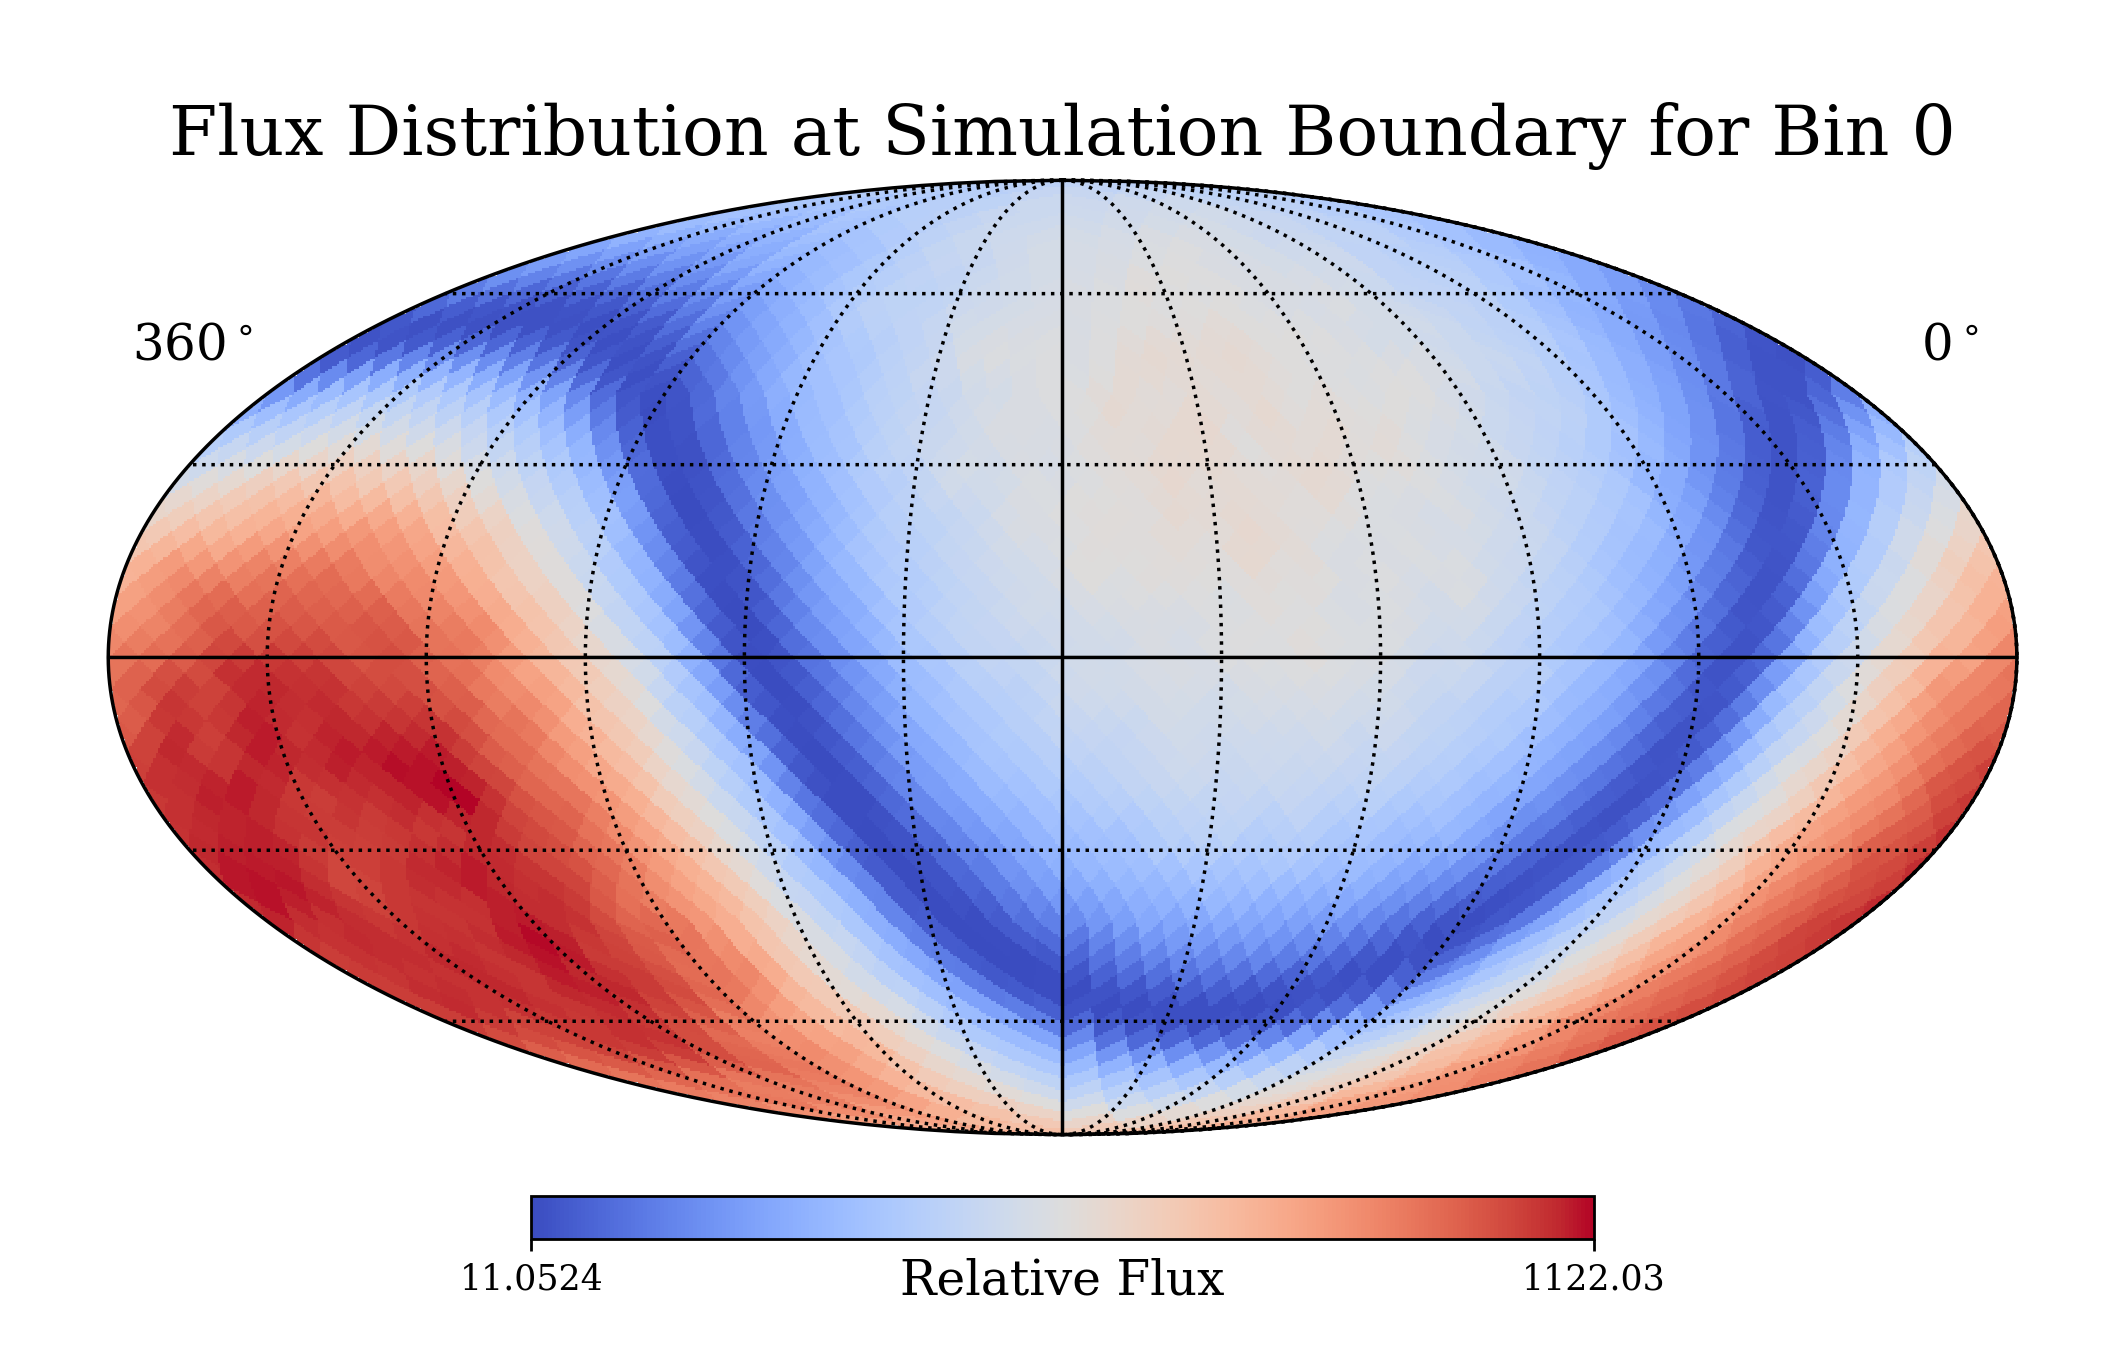 Flux Distribution at Simulation Boundary for Bin 0
360° 0°
11.0524 Relative Flux 1122.03